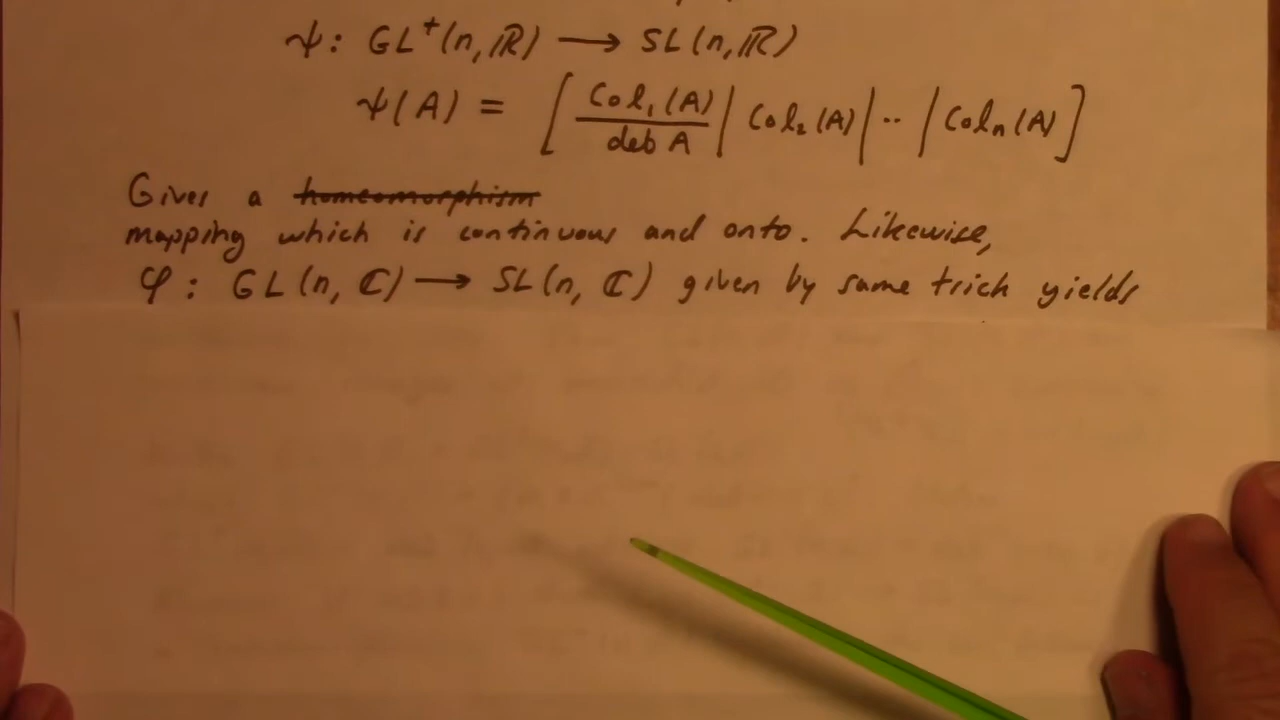 ψ: GL⁺(n, ℝ) ⟶ SL(n, ℝ)
ψ(A) = [ Col₁(A) / det A | Col₂(A) | ·· | Colₙ(A) ]
Gives a ~~homeomorphism~~
mapping which is continuous and onto. Likewise,
φ: GL(n, ℂ) ⟶ SL(n, ℂ) given by same trick yields